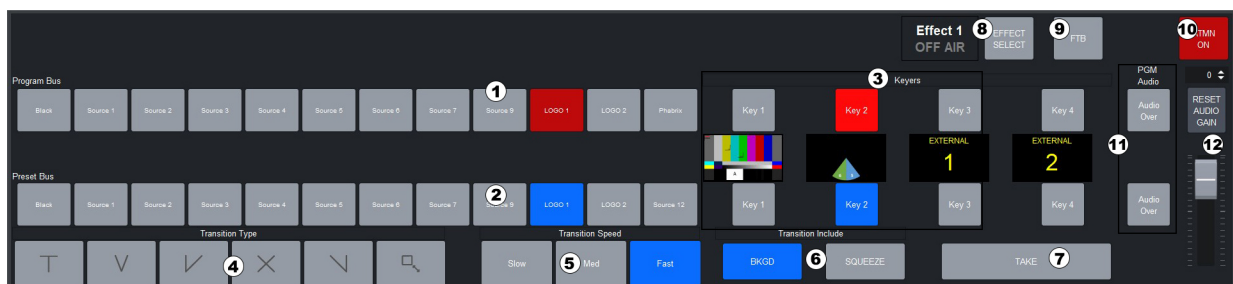 Effect 1
OFF AIR
8
EFFECT
SELECT
9
FTB
10
ATMN
ON
Program Bus
3
Keyers
PGM
Audio
0
Black
Source 1
Source 2
Source 3
Source 4
Source 5
Source 6
Source 7
1
Source 9
LOGO 1
LOGO 2
Phabrix
Key 1
Key 2
Key 3
Key 4
Audio
Over
RESET
AUDIO
GAIN
A
EXTERNAL
1
EXTERNAL
2
11
12
Preset Bus
Black
Source 1
Source 2
Source 3
Source 4
Source 5
Source 6
Source 7
2
Source 9
LOGO 1
LOGO 2
Source 12
Key 1
Key 2
Key 3
Key 4
Audio
Over
Transition Type
Transition Speed
Transition Include
4
Slow
5
Med
Fast
BKGD
6
SQUEEZE
TAKE
7